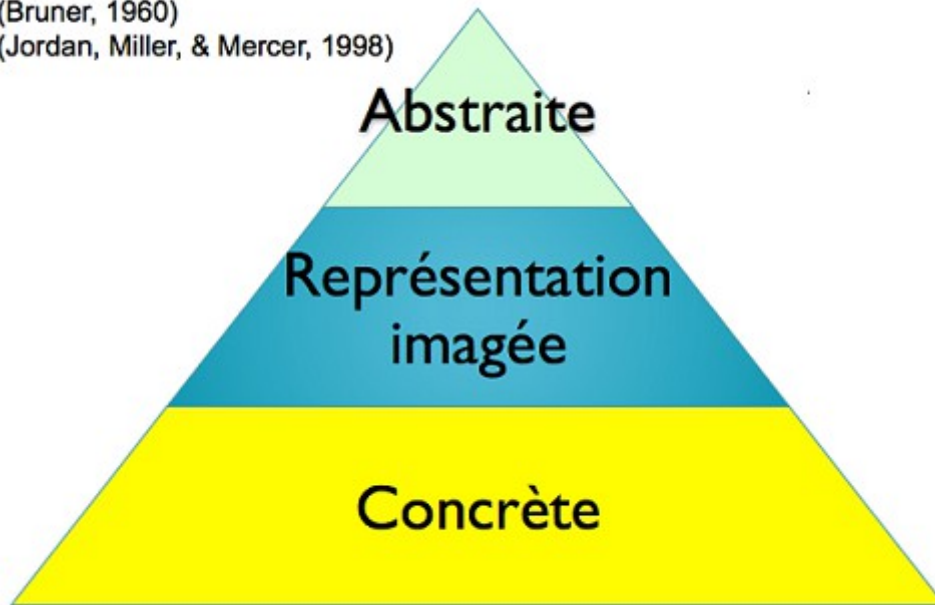 (Bruner, 1960)
(Jordan, Miller, & Mercer, 1998)
Abstraite
Représentation
imagée
Concrète